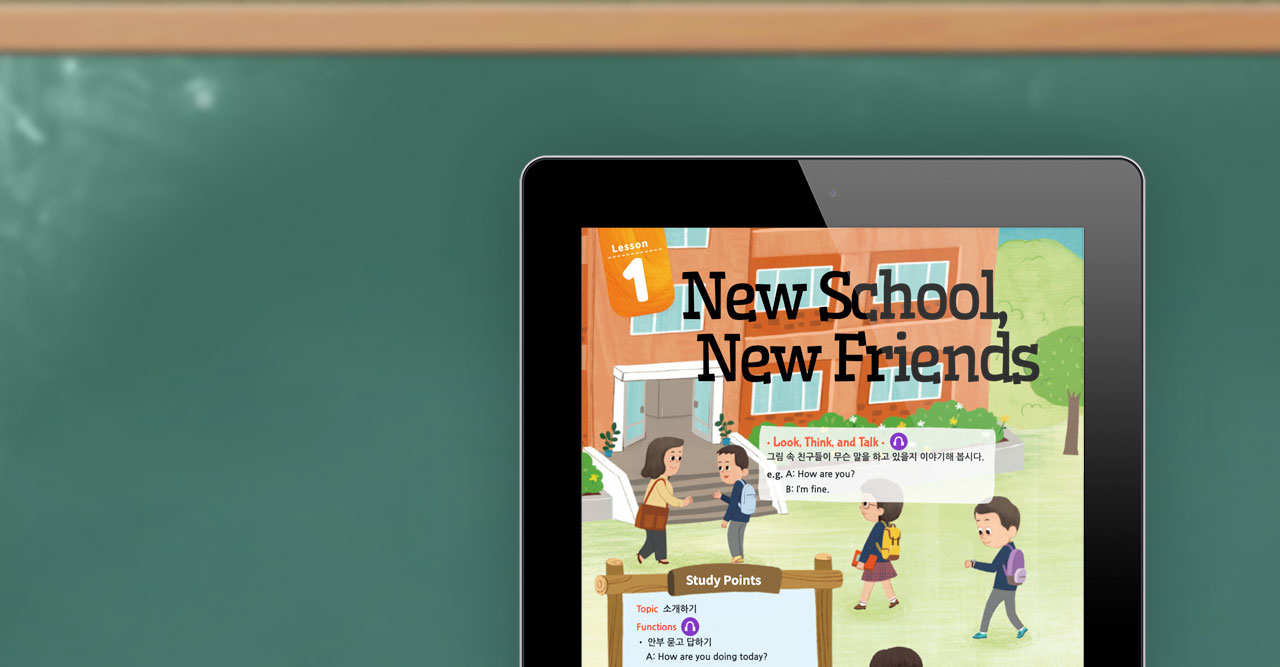 Lesson
1
New School,
New Friends
· Look, Think, and Talk ·
그림 속 친구들이 무슨 말을 하고 있을지 이야기해 봅시다.
e.g. A: How are you?
B: I'm fine.
Study Points
Topic 소개하기
Functions
· 안부 묻고 답하기
A: How are you doing today?